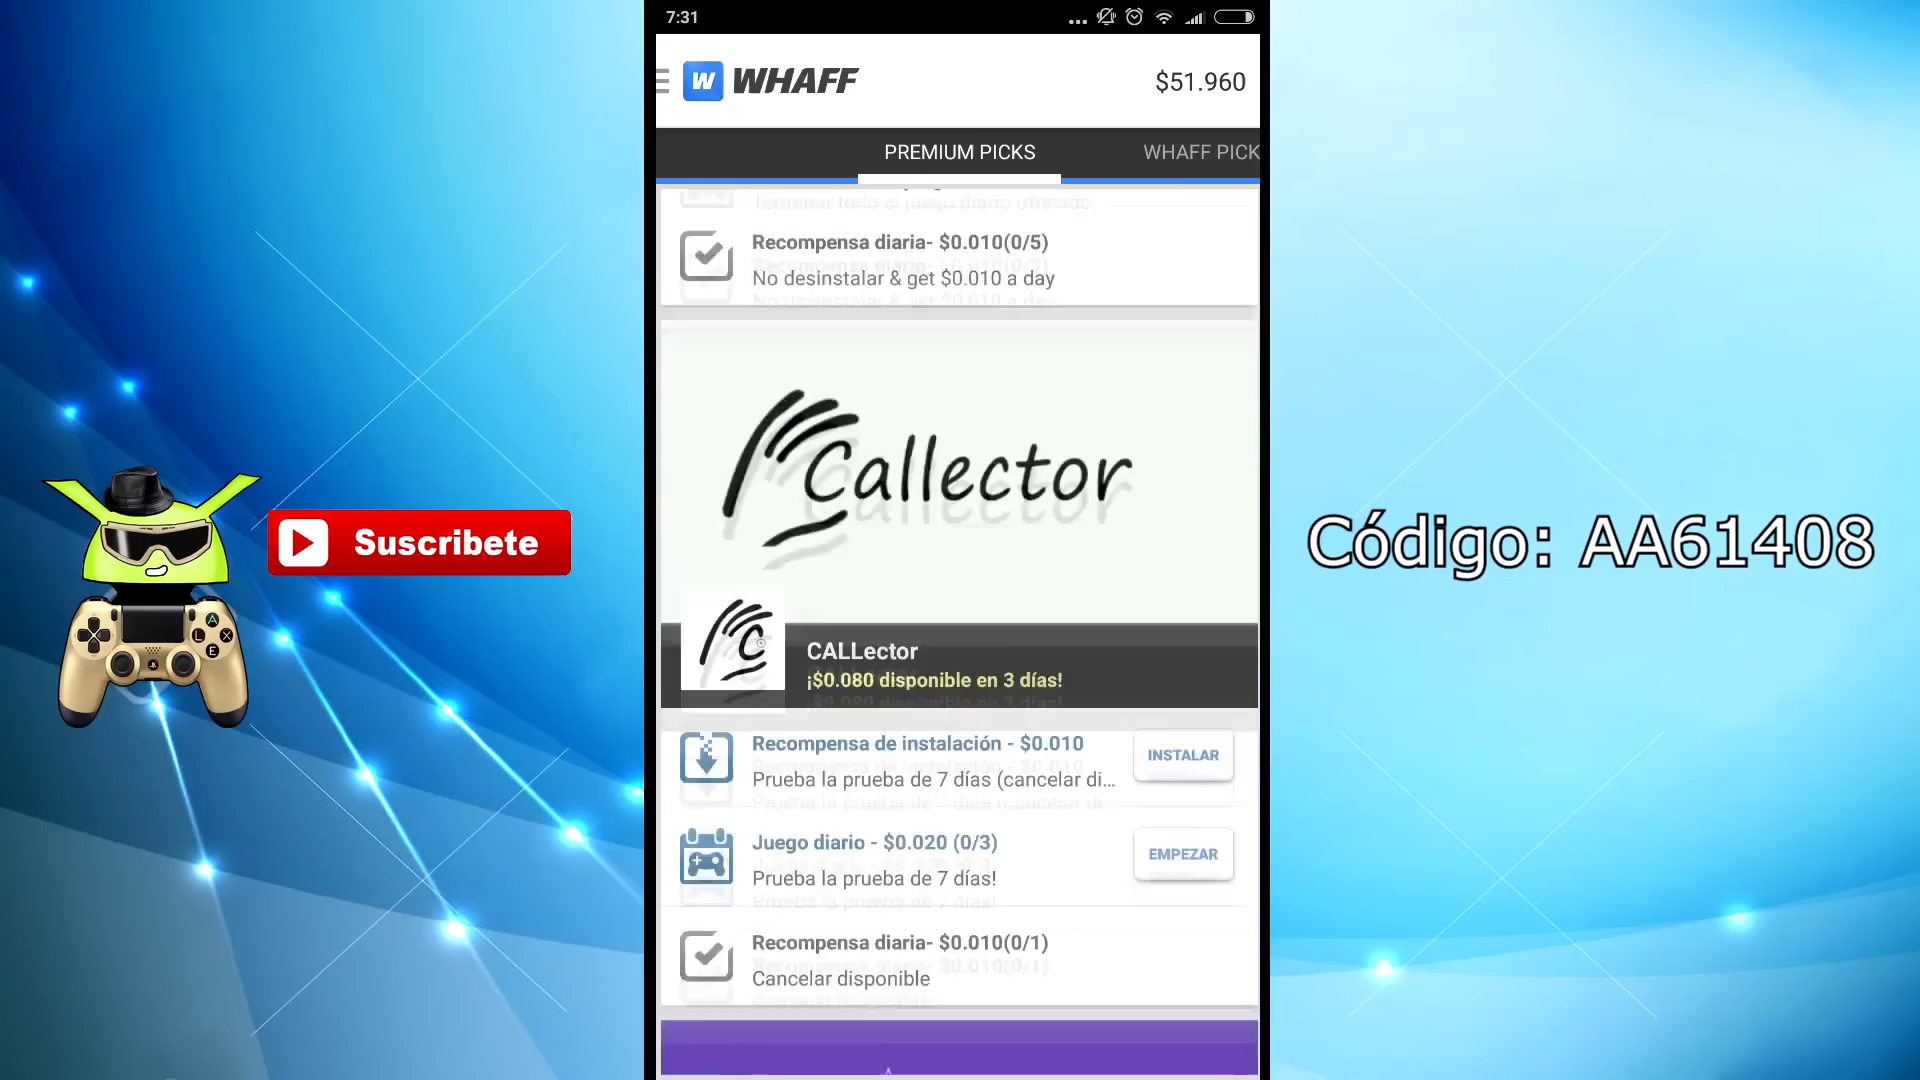 7:31
W WHAFF
$51.960
PREMIUM PICKS
WHAFF PICK
Recompensa diaria- $0.010(0/5)
No desinstalar & get $0.010 a day
Callector
CALLector
¡$0.080 disponible en 3 días!
Recompensa de instalación - $0.010
Prueba la prueba de 7 días (cancelar di...
INSTALAR
Juego diario - $0.020 (0/3)
Prueba la prueba de 7 días!
EMPEZAR
Recompensa diaria- $0.010(0/1)
Cancelar disponible
Suscribete
A
L X
E
Código: AA61408